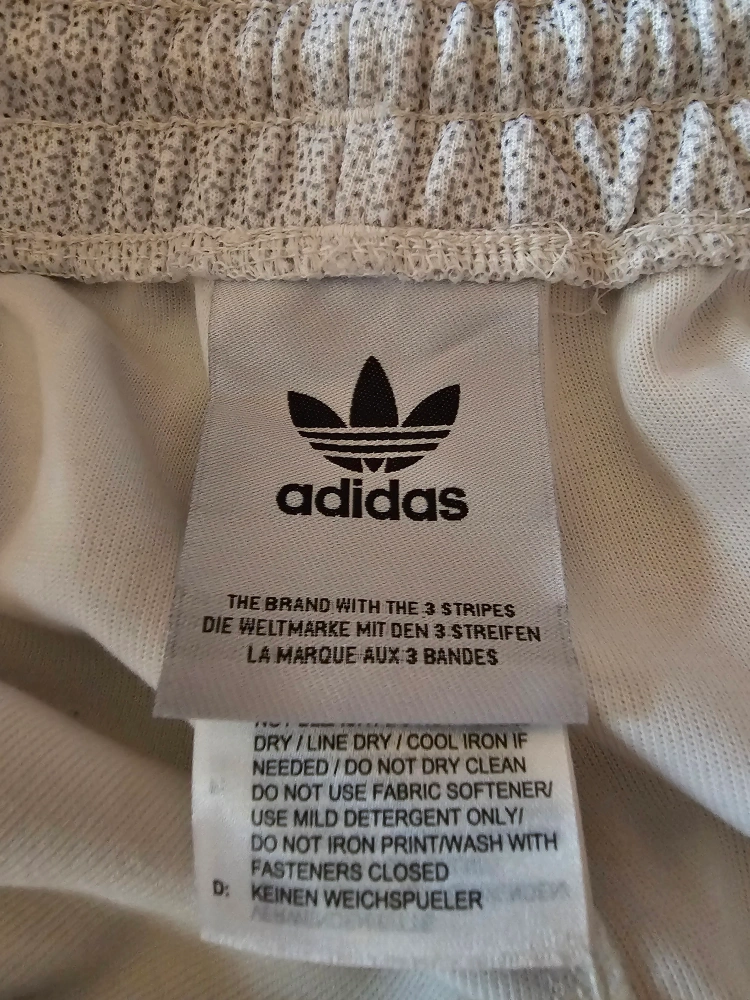 adidas
THE BRAND WITH THE 3 STRIPES
DIE WELTMARKE MIT DEN 3 STREIFEN
LA MARQUE AUX 3 BANDES
DRY / LINE DRY / COOL IRON IF
NEEDED / DO NOT DRY CLEAN
DO NOT USE FABRIC SOFTENER/
USE MILD DETERGENT ONLY/
DO NOT IRON PRINT/WASH WITH
FASTENERS CLOSED
D: KEINEN WEICHSPUELER